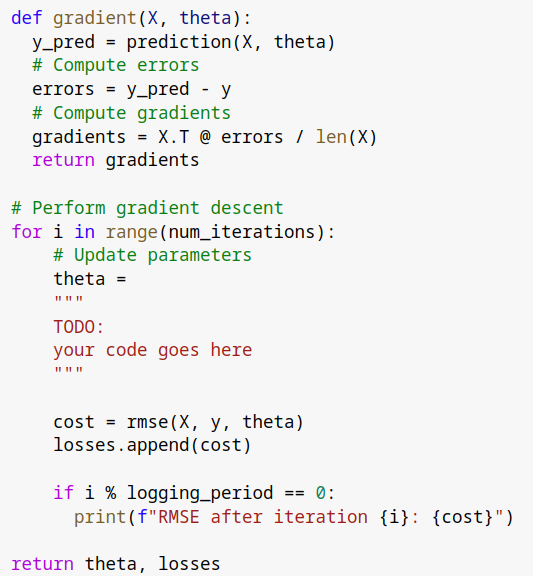 def gradient(X, theta):
  y_pred = prediction(X, theta)
  # Compute errors
  errors = y_pred - y
  # Compute gradients
  gradients = X.T @ errors / len(X)
  return gradients

# Perform gradient descent
for i in range(num_iterations):
    # Update parameters
    theta =
    """
    TODO:
    your code goes here
    """

    cost = rmse(X, y, theta)
    losses.append(cost)

    if i % logging_period == 0:
      print(f"RMSE after iteration {i}: {cost}")

return theta, losses